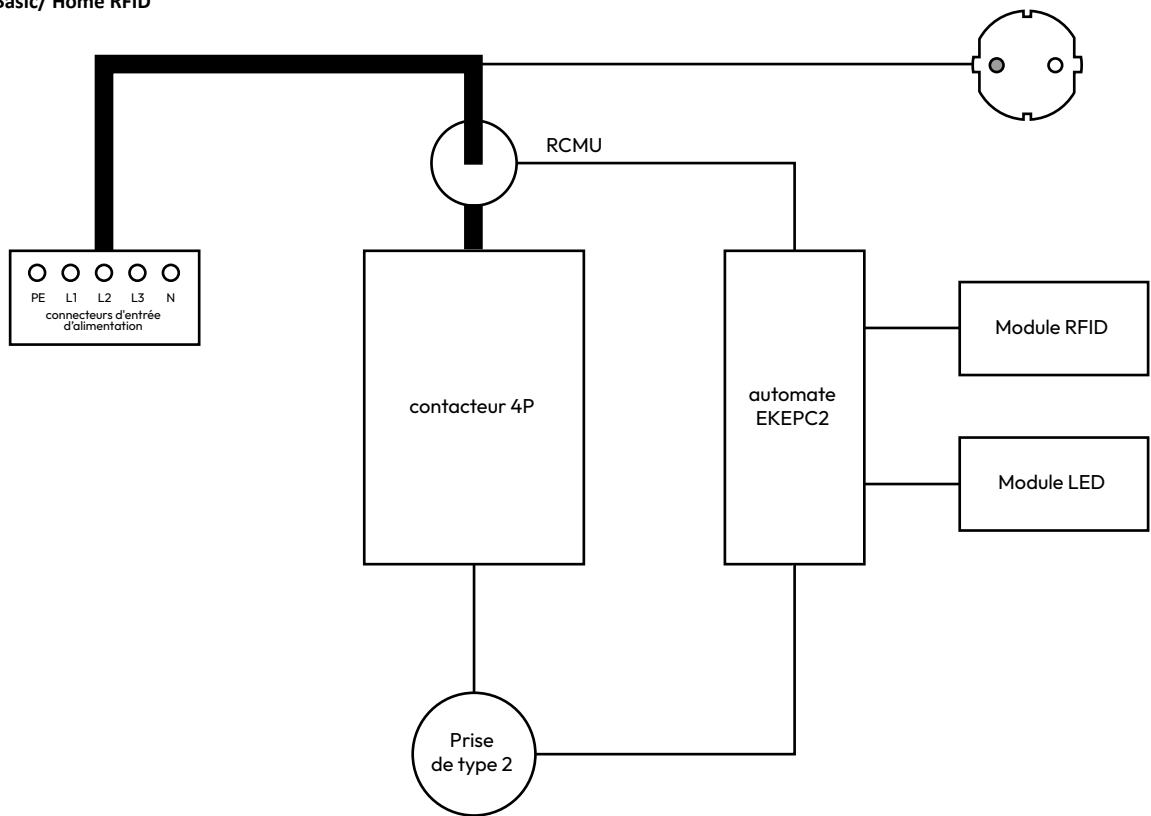 Basic/ Home RFID
RCMU
PE L1 L2 L3 N
connecteurs d'entrée
d'alimentation
contacteur 4P
automate
EKEPC2
Module RFID
Module LED
Prise
de type 2